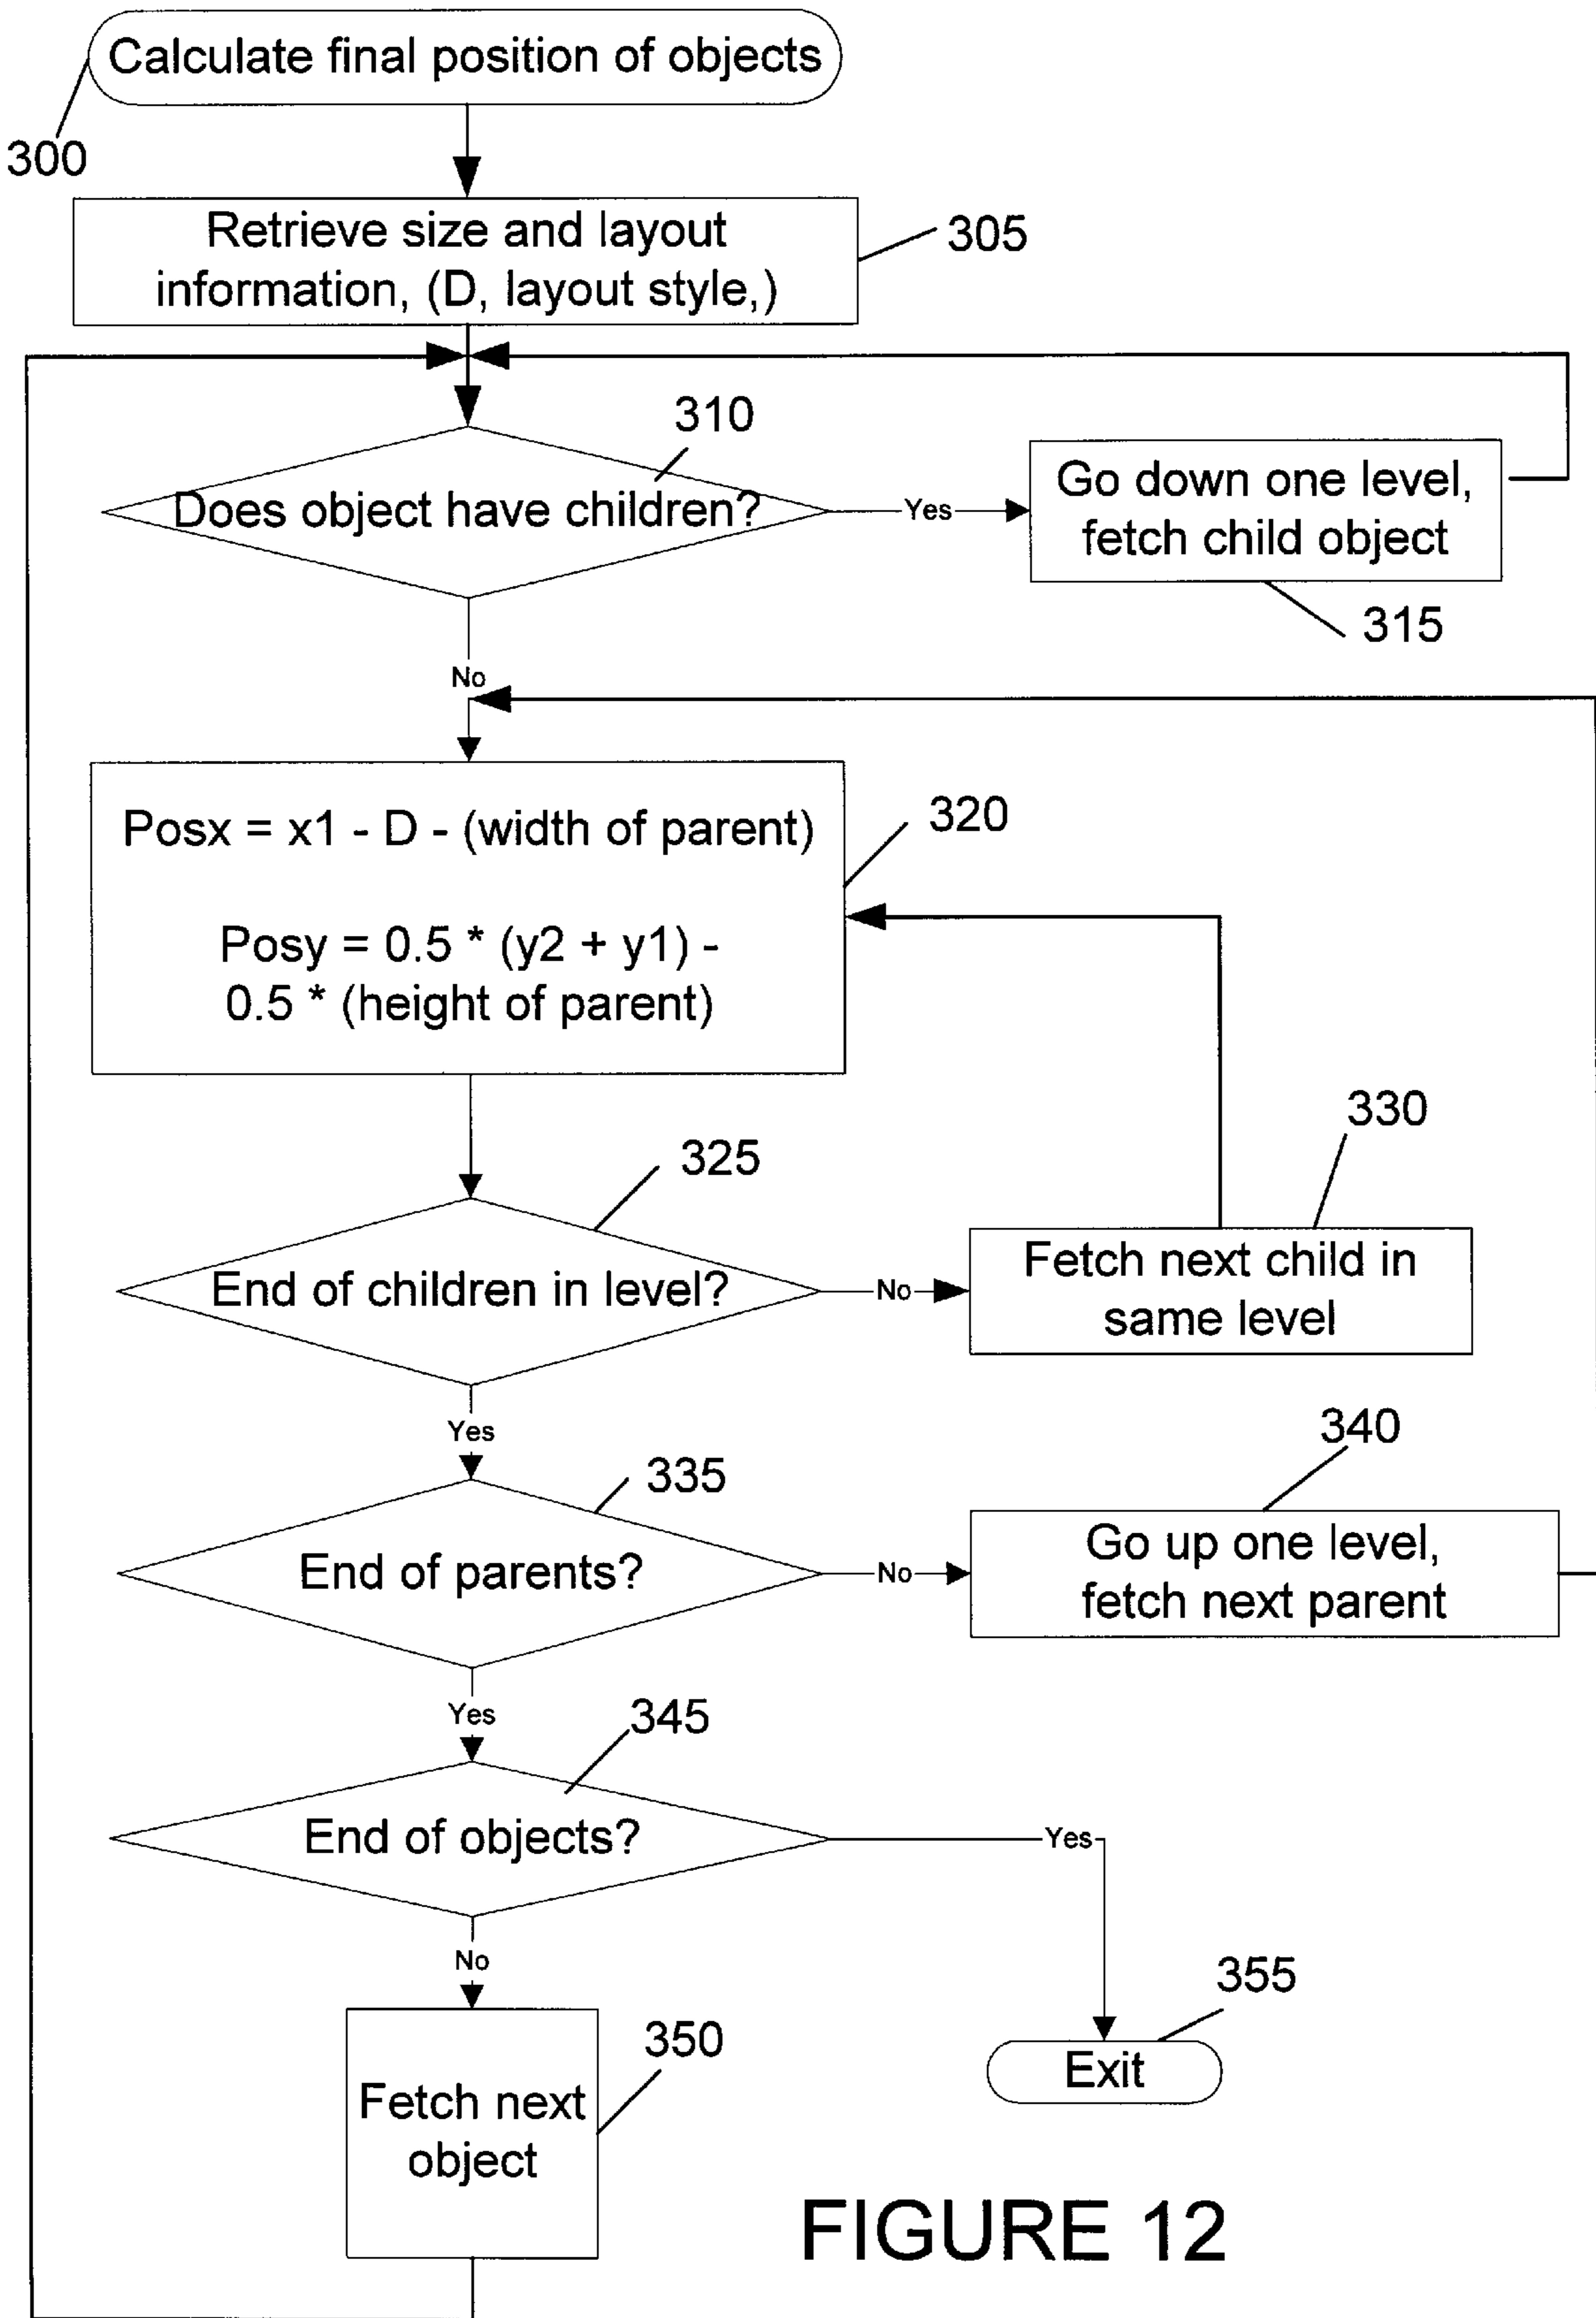 Calculate final position of objects
300
Retrieve size and layout
information, (D, layout style,)
305
310
Does object have children?
Yes
Go down one level,
fetch child object
315
No
Posx = x1 - D - (width of parent)
Posy = 0.5 * (y2 + y1) -
0.5 * (height of parent)
320
325
330
End of children in level?
No
Fetch next child in
same level
Yes
335
340
End of parents?
No
Go up one level,
fetch next parent
Yes
345
End of objects?
Yes
No
355
Exit
350
Fetch next
object
FIGURE 12